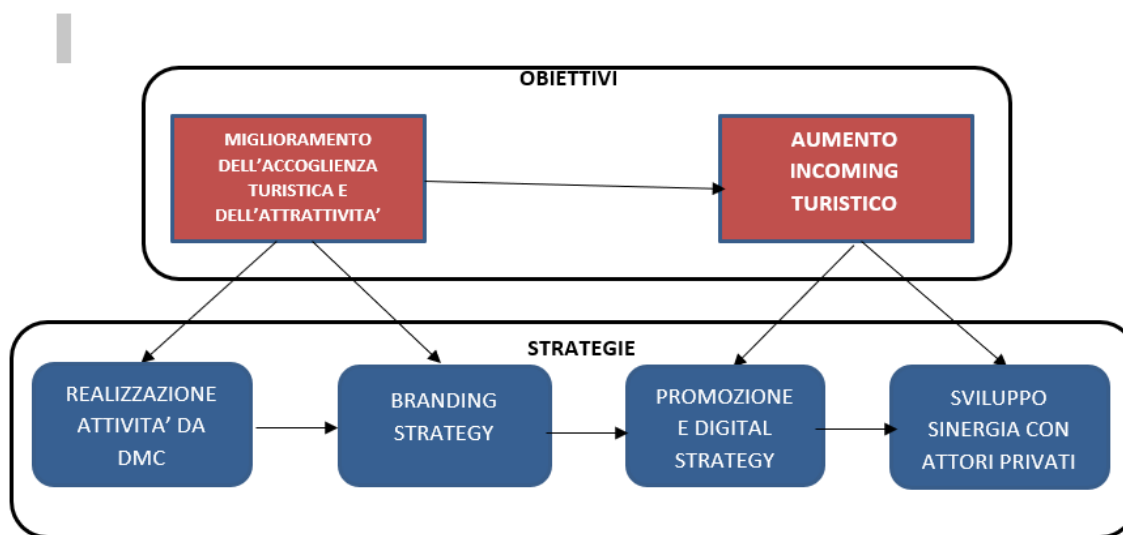 OBIETTIVI
MIGLIORAMENTO
DELL’ACCOGLIENZA
TURISTICA E
DELL’ATTRATTIVITA’
AUMENTO
INCOMING
TURISTICO
STRATEGIE
REALIZZAZIONE
ATTIVITA’ DA
DMC
BRANDING
STRATEGY
PROMOZIONE
E DIGITAL
STRATEGY
SVILUPPO
SINERGIA CON
ATTORI PRIVATI